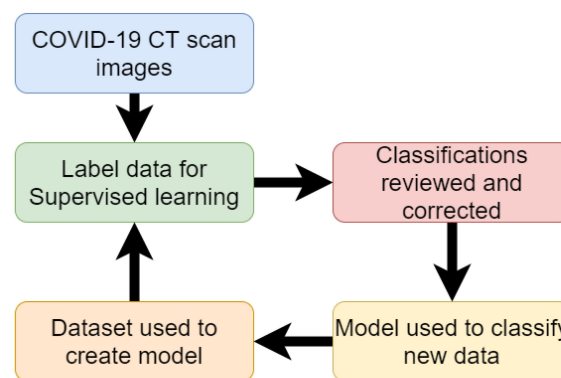 COVID-19 CT scan
images
Label data for
Supervised learning
Classifications
reviewed and
corrected
Dataset used to
create model
Model used to classify
new data